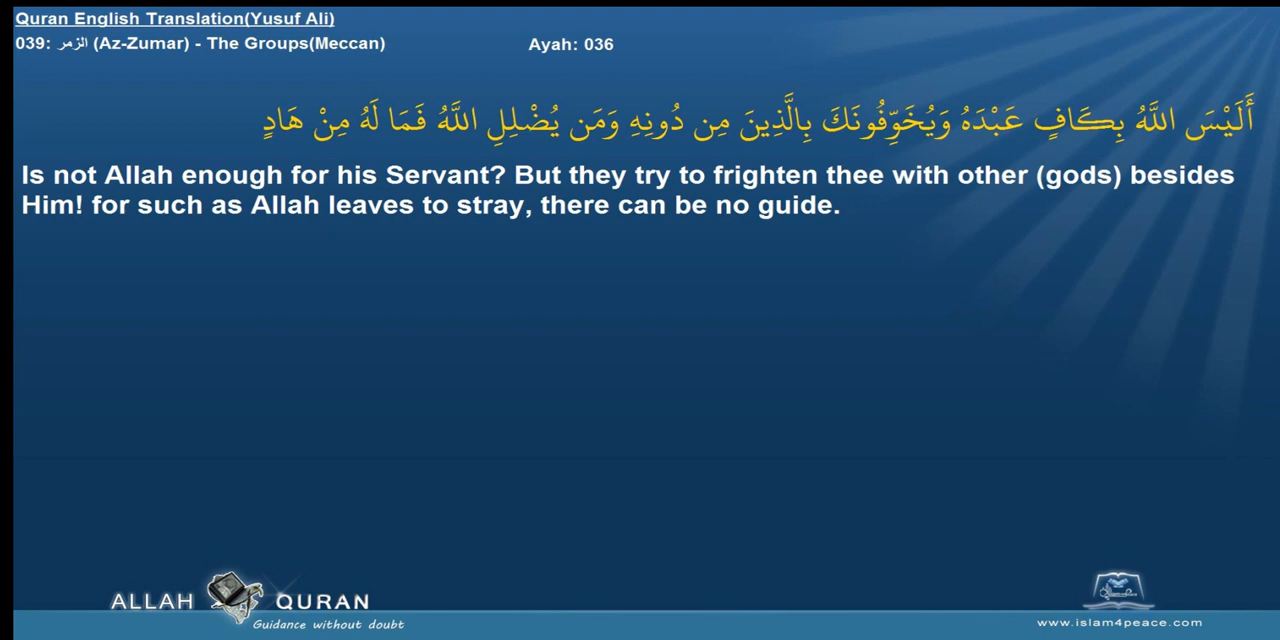 Quran English Translation(Yusuf Ali)
039: الزمر (Az-Zumar) - The Groups(Meccan) Ayah: 036
أَلَيْسَ اللَّهُ بِكَافٍ عَبْدَهُ وَيُخَوِّفُونَكَ بِالَّذِينَ مِن دُونِهِ وَمَن يُضْلِلِ اللَّهُ فَمَا لَهُ مِنْ هَادٍ
Is not Allah enough for his Servant? But they try to frighten thee with other (gods) besides
Him! for such as Allah leaves to stray, there can be no guide.
ALLAH QURAN
Guidance without doubt
www.islam4peace.com